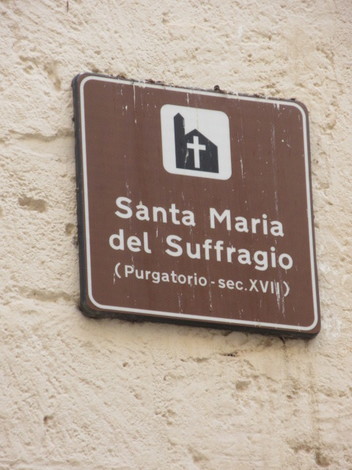 Santa Maria
del Suffragio
(Purgatorio - sec. XVII)